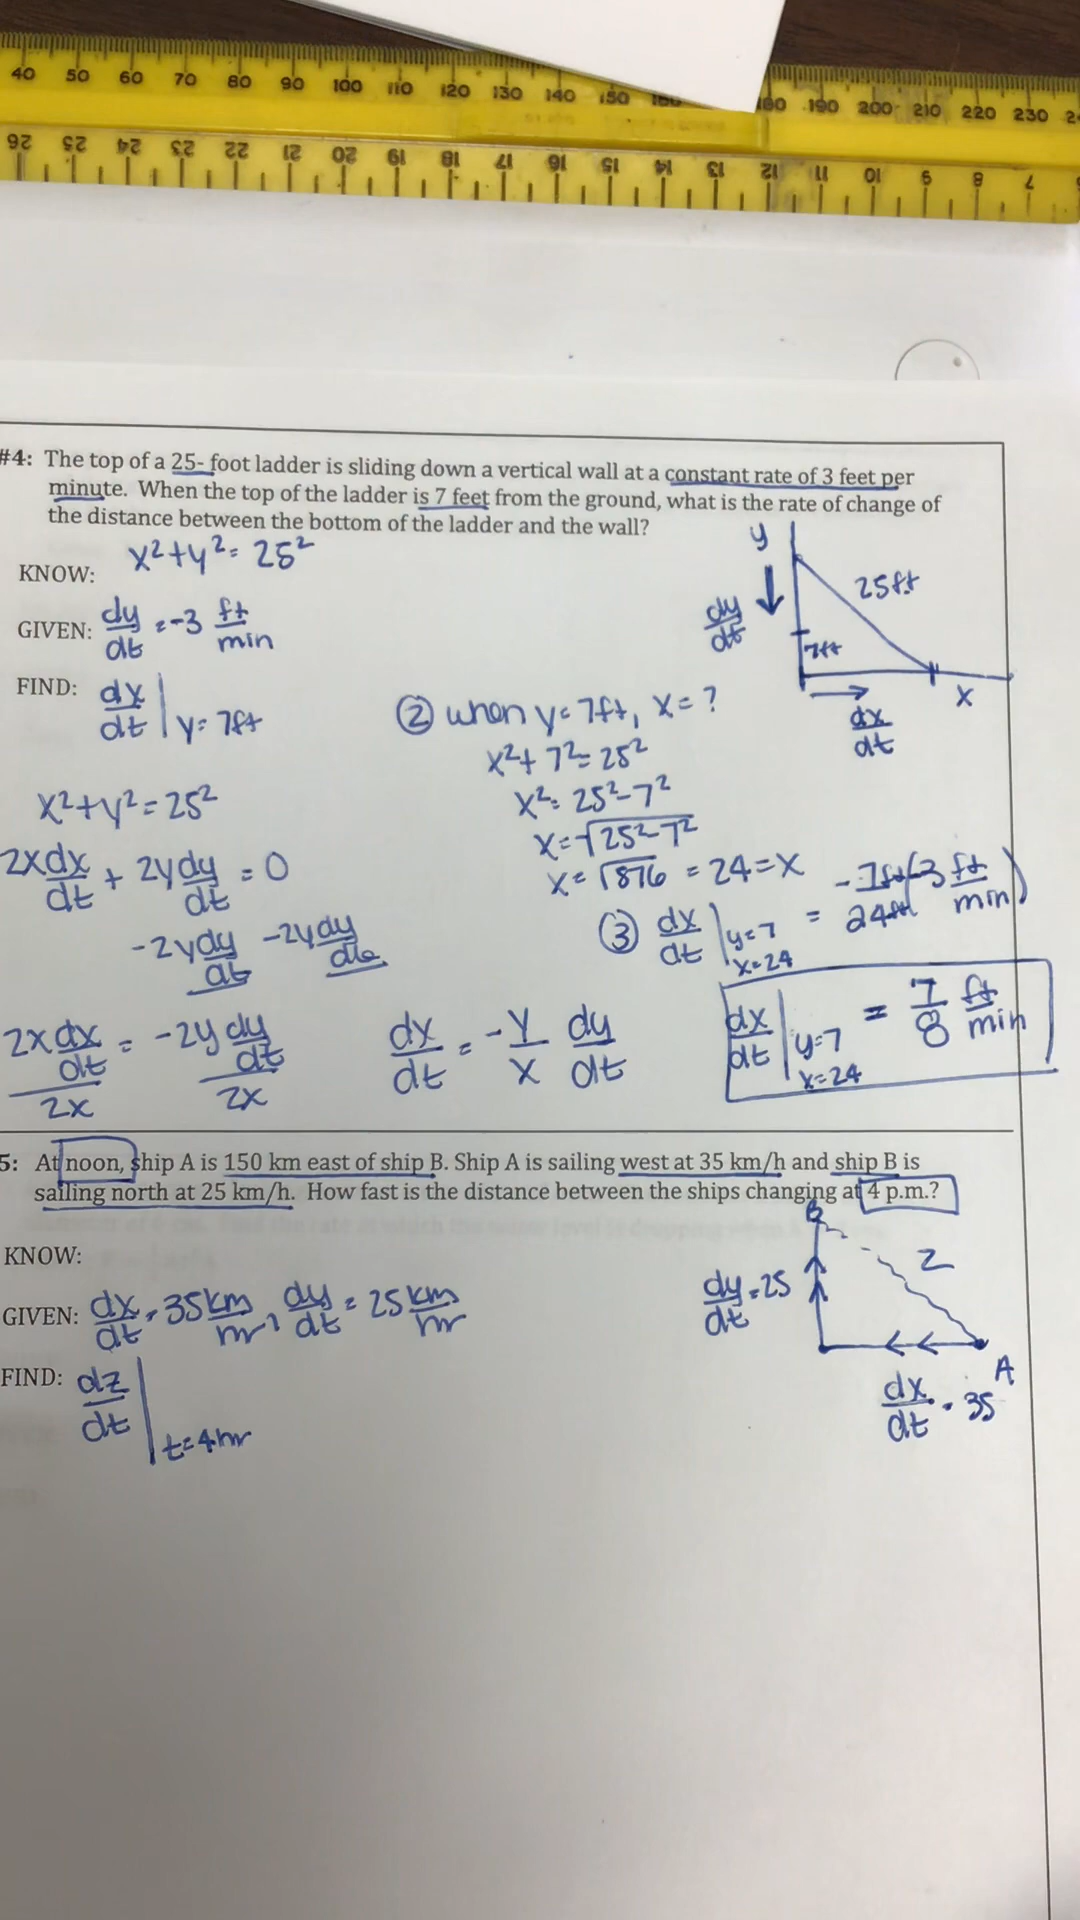 40 50 60 70 80 90 100 110 120 130 140 150 160 180 190 200 210 220 230
26 25 24 23 22 21 20 19 18 17 16 15 14 13 12 11 10 9 8 7
#4: The top of a 25- foot ladder is sliding down a vertical wall at a constant rate of 3 feet per
minute. When the top of the ladder is 7 feet from the ground, what is the rate of change of
the distance between the bottom of the ladder and the wall?
KNOW: x²+y²= 25²
GIVEN: dy/dt = -3 ft/min
FIND: dx/dt | y= 7ft
y
25ft
dy/dt
7ft
x
dx/dt
x²+y²= 25²
2x dx/dt + 2y dy/dt = 0
-2y dy/dt -2y dy/dt
2x dx/dt / 2x = -2y dy/dt / 2x
dx/dt = -y/x dy/dt
② when y= 7ft, x= ?
x²+ 7²= 25²
x²= 25²-7²
x= √25²-7²
x= √876 = 24 = x
③ dx/dt | y=7 x=24 = -7ft/24ft (-3 ft/min)
dx/dt | y=7 x=24 = 7/8 ft/min
5: At noon, ship A is 150 km east of ship B. Ship A is sailing west at 35 km/h and ship B is
sailing north at 25 km/h. How fast is the distance between the ships changing at 4 p.m.?
KNOW:
GIVEN: dx/dt = 35 km/hr, dy/dt = 25 km/hr
FIND: dz/dt | t=4hr
B
z
dy/dt = 25
A
dx/dt = 35